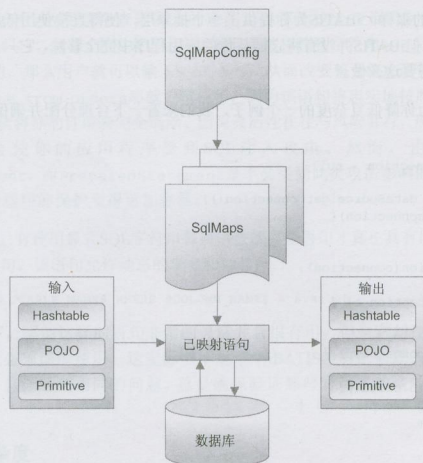 SqlMapConfig
SqlMaps
输入
Hashtable
POJO
Primitive
已映射语句
输出
Hashtable
POJO
Primitive
数据库